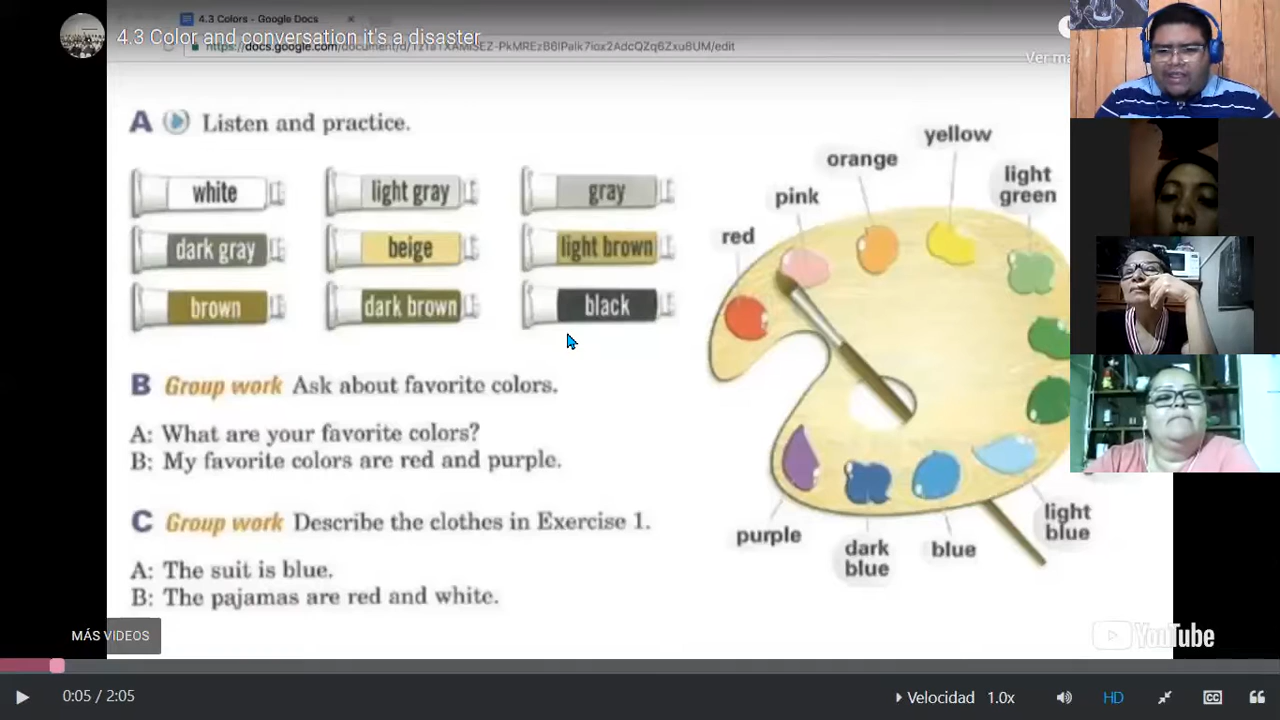 4.3 Colors - Google Docs
4.3 Color and conversation it's a disaster
A Listen and practice.
white
light gray
gray
dark gray
beige
light brown
brown
dark brown
black
red
pink
orange
yellow
light
green
purple
dark
blue
blue
light
blue
B Group work Ask about favorite colors.
A: What are your favorite colors?
B: My favorite colors are red and purple.
C Group work Describe the clothes in Exercise 1.
A: The suit is blue.
B: The pajamas are red and white.
MÁS VIDEOS
YouTube
0:05 / 2:05
Velocidad 1.0x
HD
CC